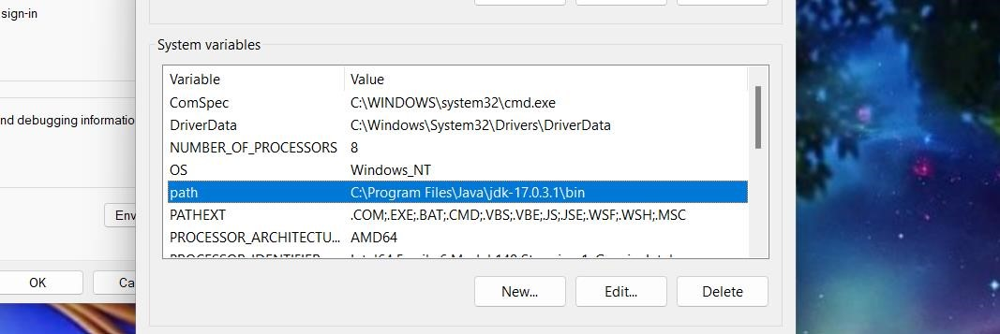 sign-in
System variables
Variable Value
ComSpec C:\WINDOWS\system32\cmd.exe
DriverData C:\Windows\System32\Drivers\DriverData
nd debugging informatio
NUMBER_OF_PROCESSORS 8
OS Windows_NT
path C:\Program Files\Java\jdk-17.0.3.1\bin
Env
PATHEXT .COM;.EXE;.BAT;.CMD;.VBS;.VBE;.JS;.JSE;.WSF;.WSH;.MSC
PROCESSOR_ARCHITECTU... AMD64
OK Ca
New... Edit... Delete